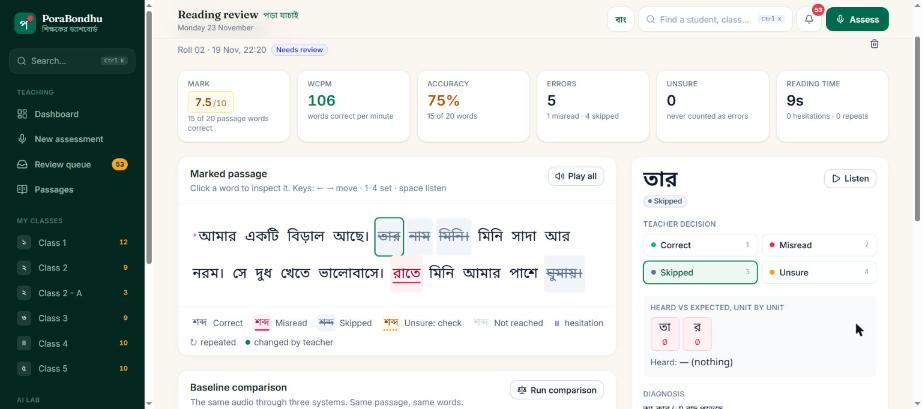 PoraBondhu
শিক্ষকের ড্যাশবোর্ড
Search... Ctrl K
TEACHING
Dashboard
New assessment
Review queue 53
Passages
MY CLASSES
১ Class 1 12
২ Class 2 9
২ Class 2 - A 3
৩ Class 3 9
৪ Class 4 10
৫ Class 5 10
AI LAB
Reading review পড়া যাচাই
Monday 23 November
বাং
Find a student, class... Ctrl K
53
Assess
Roll 02 · 19 Nov, 22:20 Needs review
MARK
7.5 /10
15 of 20 passage words
correct
WCPM
106
words correct per minute
ACCURACY
75%
15 of 20 words
ERRORS
5
1 misread · 4 skipped
UNSURE
0
never counted as errors
READING TIME
9s
0 hesitations · 0 repeats
Marked passage
Click a word to inspect it. Keys: ← → move · 1-4 set · space listen
Play all
আমার একটি বিড়াল আছে। তার নাম মিনি। মিনি সাদা আর
নরম। সে দুধ খেতে ভালোবাসে। রাতে মিনি আমার পাশে ঘুমায়।
শব্দ Correct শব্দ Misread শব্দ Skipped শব্দ Unsure: check শব্দ Not reached hesitation
repeated changed by teacher
Baseline comparison
The same audio through three systems. Same passage, same words.
Run comparison
তার
Listen
Skipped
TEACHER DECISION
Correct 1
Misread 2
Skipped 3
Unsure 4
HEARD VS EXPECTED, UNIT BY UNIT
তা র
Ø Ø
Heard: — (nothing)
DIAGNOSIS